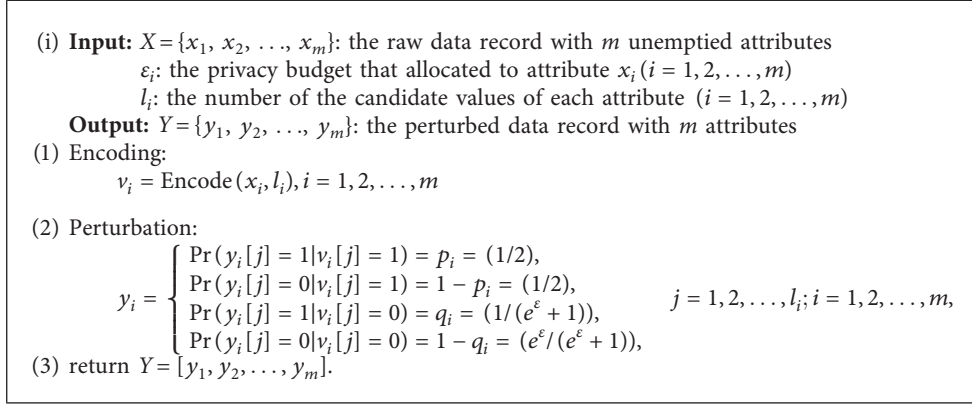 (i) Input: X = {x₁, x₂, ..., xₘ}: the raw data record with m unemptied attributes
εᵢ: the privacy budget that allocated to attribute xᵢ (i = 1, 2, ..., m)
lᵢ: the number of the candidate values of each attribute (i = 1, 2, ..., m)
Output: Y = {y₁, y₂, ..., yₘ}: the perturbed data record with m attributes
(1) Encoding:
vᵢ = Encode(xᵢ, lᵢ), i = 1, 2, ..., m
(2) Perturbation:
Pr(yᵢ[j] = 1|vᵢ[j] = 1) = pᵢ = (1/2),
Pr(yᵢ[j] = 0|vᵢ[j] = 1) = 1 − pᵢ = (1/2),
yᵢ = { j = 1, 2, ..., lᵢ; i = 1, 2, ..., m,
Pr(yᵢ[j] = 1|vᵢ[j] = 0) = qᵢ = (1/(e^ε + 1)),
Pr(yᵢ[j] = 0|vᵢ[j] = 0) = 1 − qᵢ = (e^ε/(e^ε + 1)),
(3) return Y = [y₁, y₂, ..., yₘ].